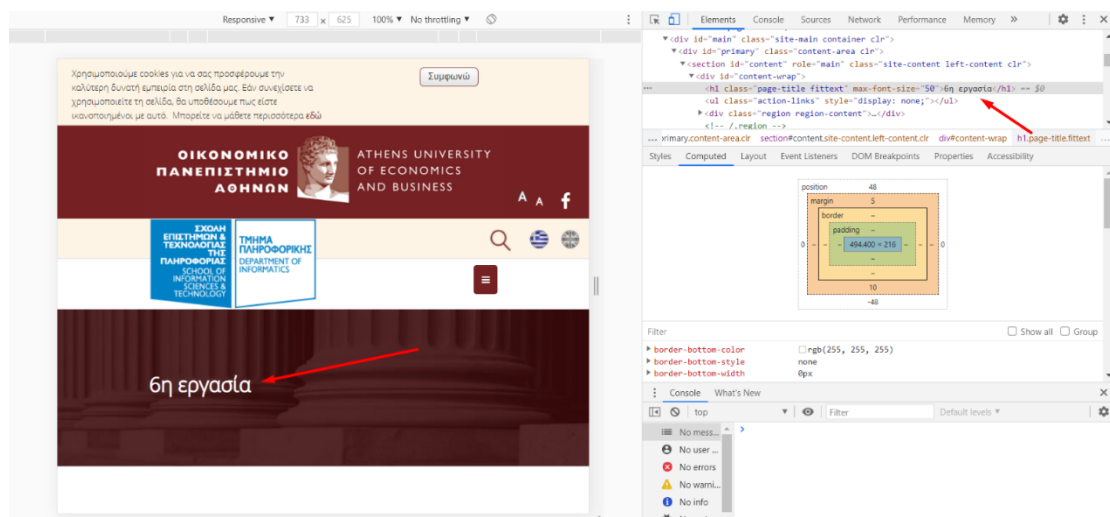 Responsive ▼ 733 x 625 100% ▼ No throttling ▼
Elements Console Sources Network Performance Memory »
▼<div id="main" class="site-main container clr">
▼<div id="primary" class="content-area clr">
▼<section id="content" role="main" class="site-content left-content clr">
▼<div id="content-wrap">
<h1 class="page-title fittext" max-font-size="50">6η εργασία</h1> == $0
<ul class="action-links" style="display: none;"></ul>
▶<div class="region region-content">…</div>
<!-- /.region -->
... primary.content-area.clr section#content.site-content.left-content.clr div#content-wrap h1.page-title.fittext ...
Styles Computed Layout Event Listeners DOM Breakpoints Properties Accessibility
position 48
margin 5
border –
padding –
0 – – 494.400 × 216 – – 0
–
–
10
-48
Filter Show all Group
▶ border-bottom-color rgb(255, 255, 255)
▶ border-bottom-style none
▶ border-bottom-width 0px
Console What's New
top ▼ Filter Default levels ▼
No mess...
No user ...
No errors
No warni...
No info
Χρησιμοποιούμε cookies για να σας προσφέρουμε την
καλύτερη δυνατή εμπειρία στη σελίδα μας. Εάν συνεχίσετε να
χρησιμοποιείτε τη σελίδα, θα υποθέσουμε πως είστε
ικανοποιημένοι με αυτό. Μπορείτε να μάθετε περισσότερα εδώ
Συμφωνώ
ΟΙΚΟΝΟΜΙΚΟ
ΠΑΝΕΠΙΣΤΗΜΙΟ
ΑΘΗΝΩΝ
ATHENS UNIVERSITY
OF ECONOMICS
AND BUSINESS
A A f
ΣΧΟΛΗ
ΕΠΙΣΤΗΜΩΝ &
ΤΕΧΝΟΛΟΓΙΑΣ
ΤΗΣ
ΠΛΗΡΟΦΟΡΙΑΣ
SCHOOL OF
INFORMATION
SCIENCES &
TECHNOLOGY
ΤΜΗΜΑ
ΠΛΗΡΟΦΟΡΙΚΗΣ
DEPARTMENT OF
INFORMATICS
6η εργασία